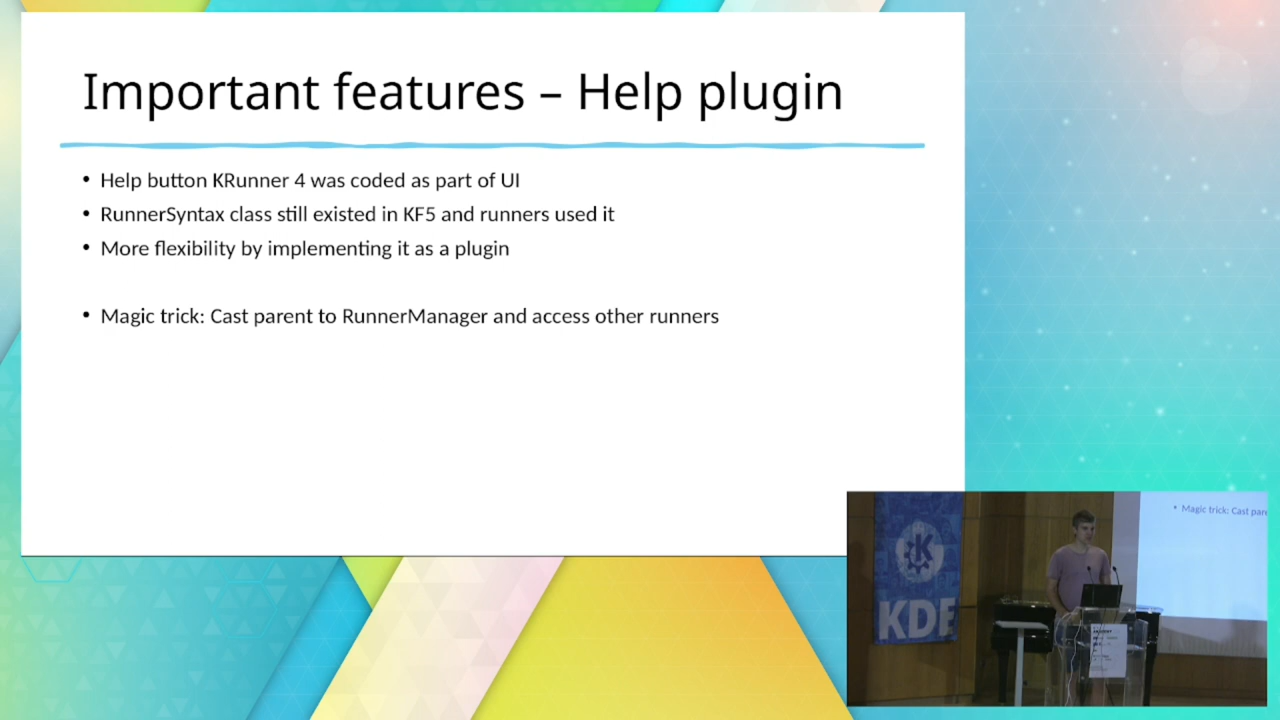 Important features – Help plugin
• Help button KRunner 4 was coded as part of UI
• RunnerSyntax class still existed in KF5 and runners used it
• More flexibility by implementing it as a plugin
• Magic trick: Cast parent to RunnerManager and access other runners
• Magic trick: Cast pare
KDE